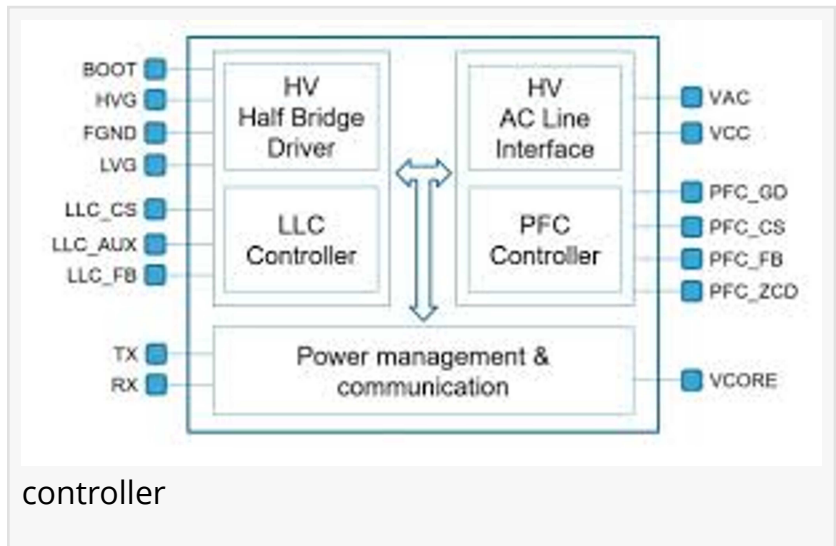 BOOT
HVG
FGND
LVG
LLC_CS
LLC_AUX
LLC_FB
TX
RX
HV
Half Bridge
Driver
LLC
Controller
HV
AC Line
Interface
PFC
Controller
Power management &
communication
VAC
VCC
PFC_GD
PFC_CS
PFC_FB
PFC_ZCD
VCORE
controller